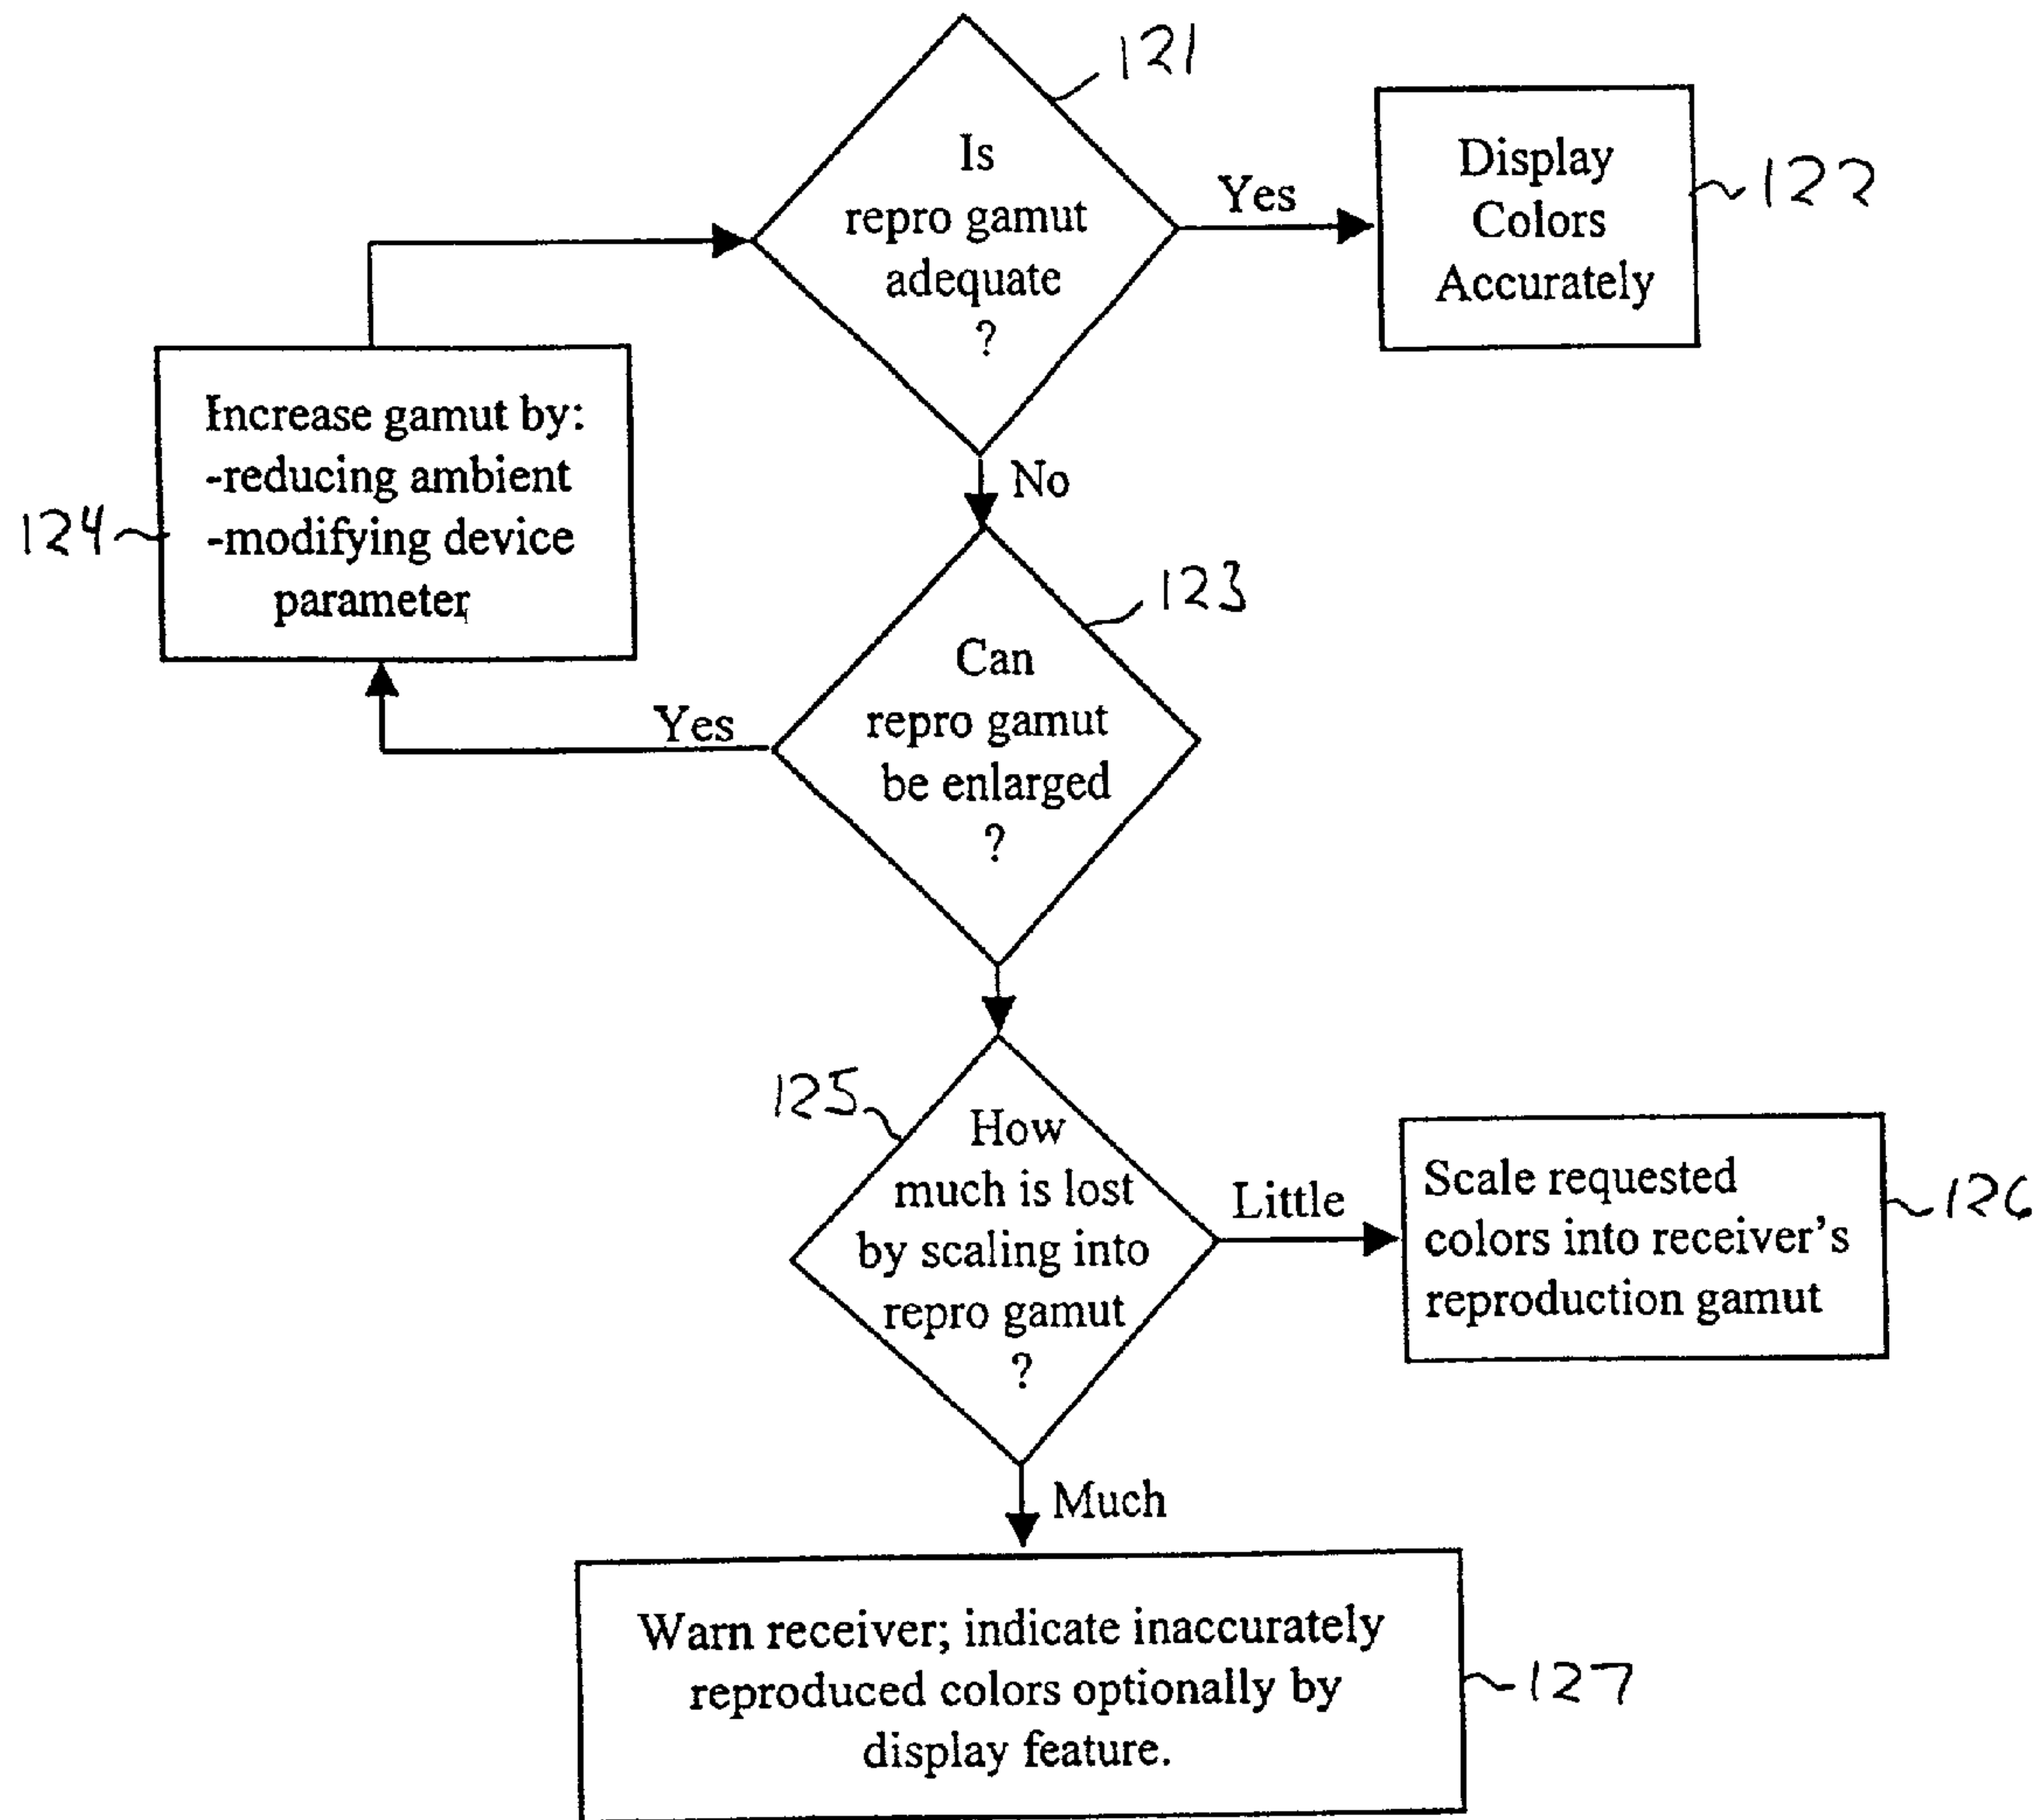 121
Is
repro gamut
adequate
?
Yes
Display
Colors
Accurately
122
No
Increase gamut by:
-reducing ambient
-modifying device
parameter
124
123
Can
repro gamut
be enlarged
?
Yes
125
How
much is lost
by scaling into
repro gamut
?
Little
Scale requested
colors into receiver's
reproduction gamut
126
Much
Warn receiver; indicate inaccurately
reproduced colors optionally by
display feature.
127